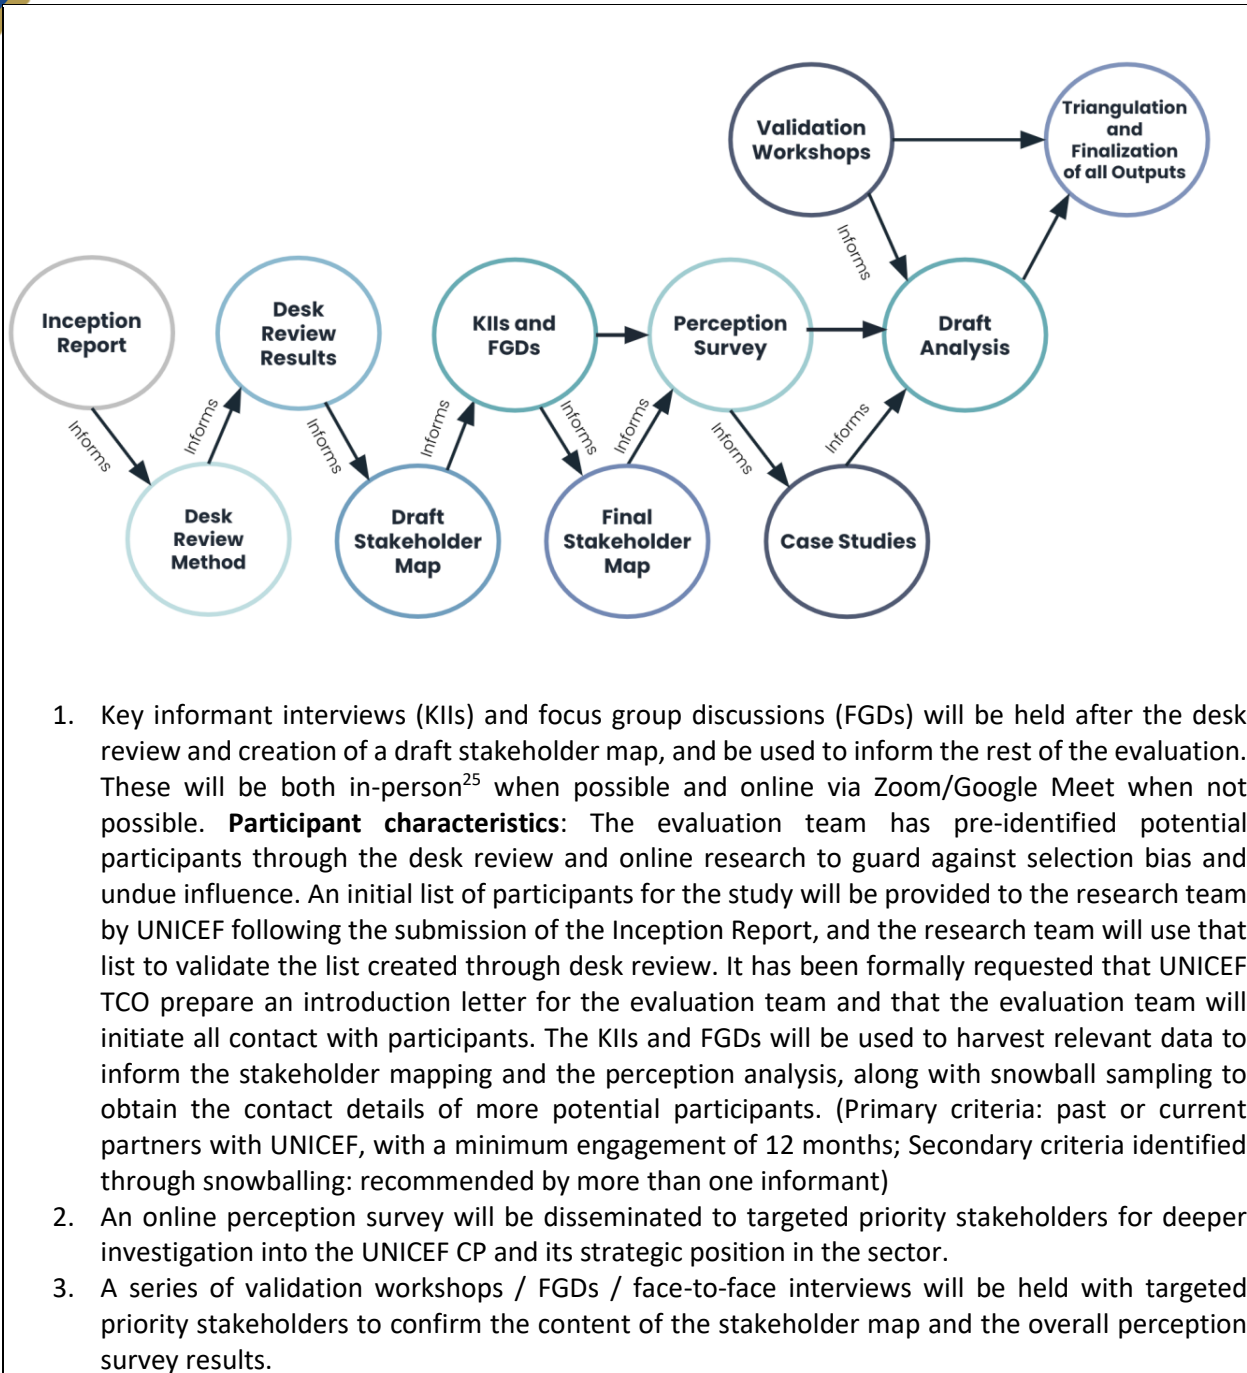 Validation
Workshops
Triangulation
and
Finalization
of all Outputs
Informs
Inception
Report
Desk
Review
Results
KIIs and
FGDs
Perception
Survey
Draft
Analysis
Informs
Informs
Informs
Informs
Informs
Informs
Informs
Informs
Desk
Review
Method
Draft
Stakeholder
Map
Final
Stakeholder
Map
Case Studies
1. Key informant interviews (KIIs) and focus group discussions (FGDs) will be held after the desk
review and creation of a draft stakeholder map, and be used to inform the rest of the evaluation.
These will be both in-person25 when possible and online via Zoom/Google Meet when not
possible. Participant characteristics: The evaluation team has pre-identified potential
participants through the desk review and online research to guard against selection bias and
undue influence. An initial list of participants for the study will be provided to the research team
by UNICEF following the submission of the Inception Report, and the research team will use that
list to validate the list created through desk review. It has been formally requested that UNICEF
TCO prepare an introduction letter for the evaluation team and that the evaluation team will
initiate all contact with participants. The KIIs and FGDs will be used to harvest relevant data to
inform the stakeholder mapping and the perception analysis, along with snowball sampling to
obtain the contact details of more potential participants. (Primary criteria: past or current
partners with UNICEF, with a minimum engagement of 12 months; Secondary criteria identified
through snowballing: recommended by more than one informant)
2. An online perception survey will be disseminated to targeted priority stakeholders for deeper
investigation into the UNICEF CP and its strategic position in the sector.
3. A series of validation workshops / FGDs / face-to-face interviews will be held with targeted
priority stakeholders to confirm the content of the stakeholder map and the overall perception
survey results.